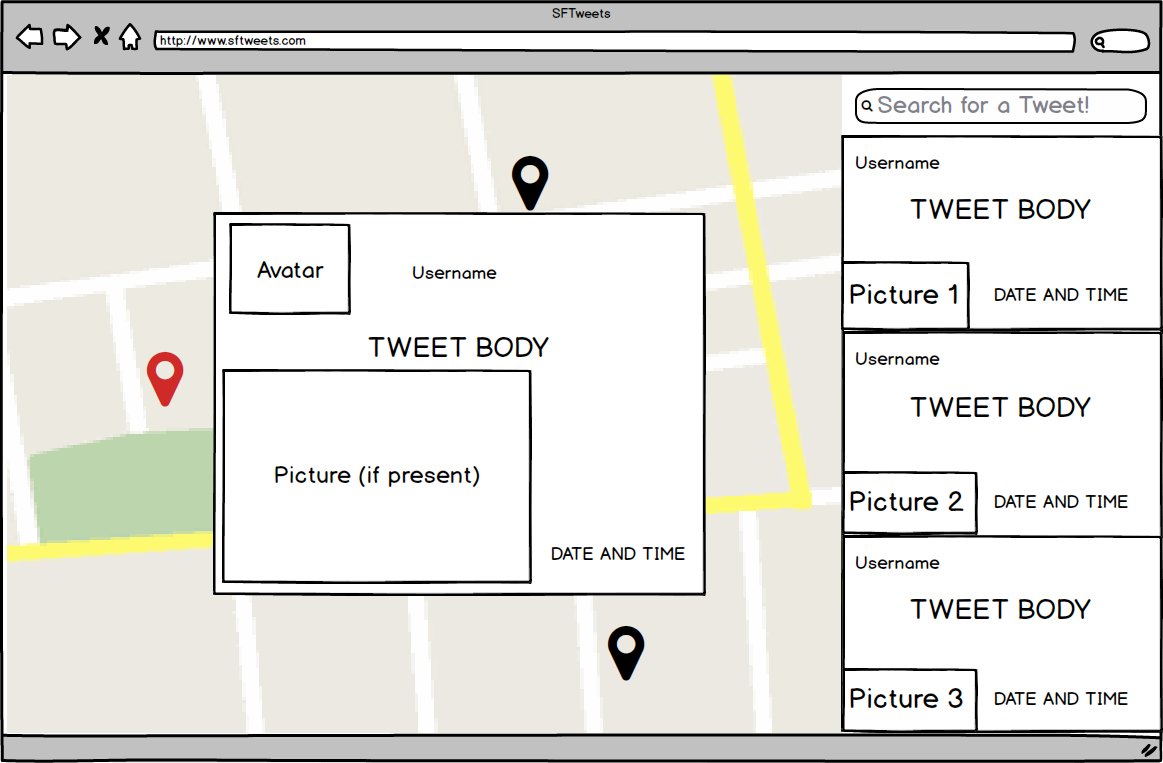 SFTweets
http://www.sftweets.com
Search for a Tweet!
Avatar
Username
TWEET BODY
Picture (if present)
DATE AND TIME
Username
TWEET BODY
Picture 1
DATE AND TIME
Username
TWEET BODY
Picture 2
DATE AND TIME
Username
TWEET BODY
Picture 3
DATE AND TIME